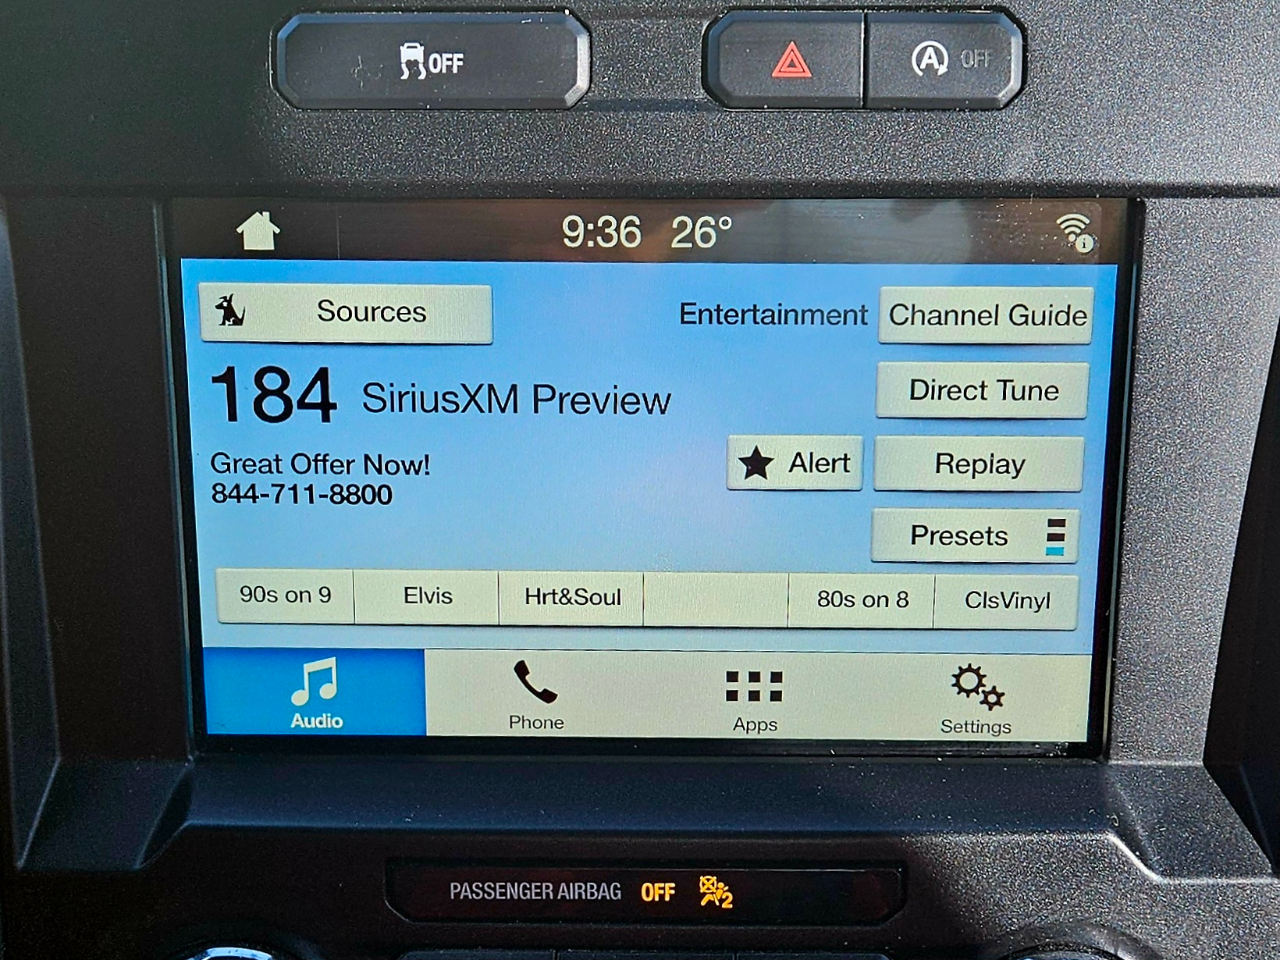 OFF
A OFF
9:36 26°
Sources
Entertainment
Channel Guide
184 SiriusXM Preview
Direct Tune
Great Offer Now!
844-711-8800
Alert
Replay
Presets
90s on 9
Elvis
Hrt&Soul
80s on 8
ClsVinyl
Audio
Phone
Apps
Settings
PASSENGER AIRBAG OFF 2